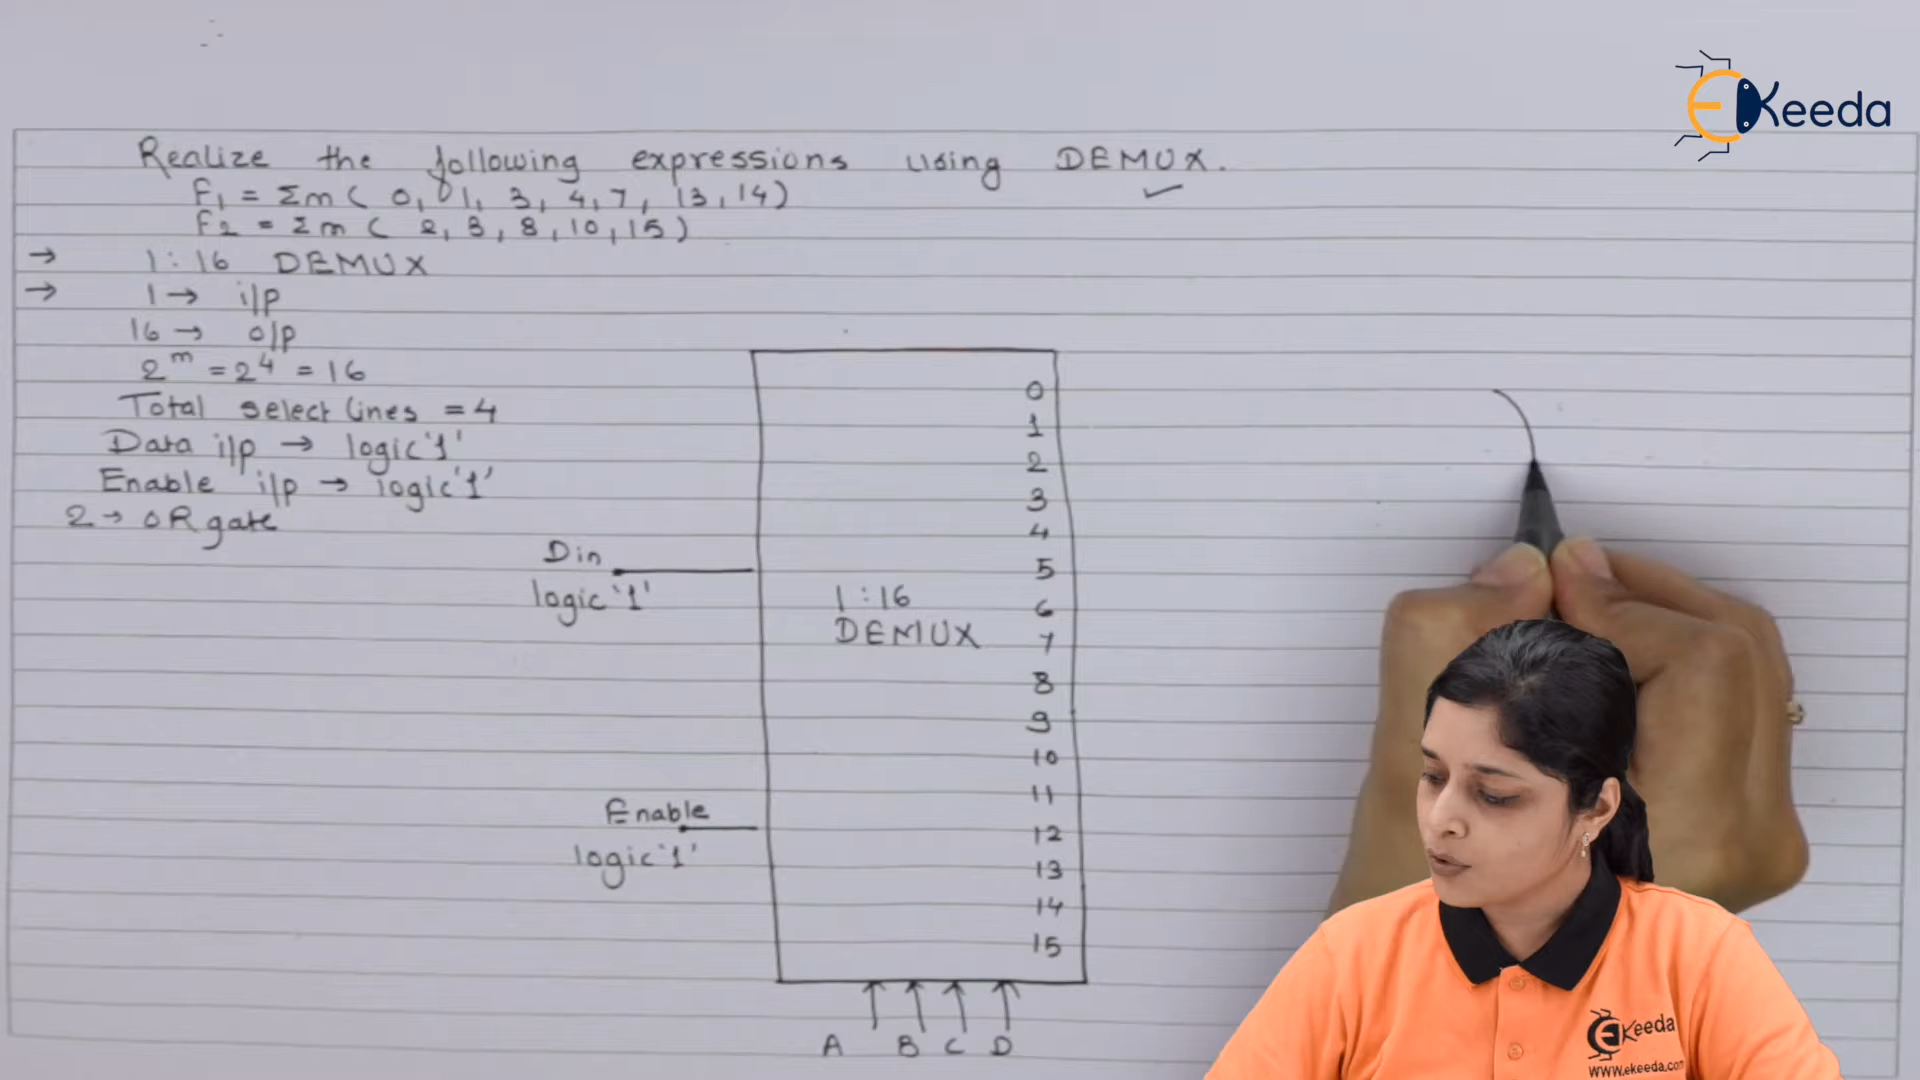 EKeeda
Realize the following expressions using DEMUX.
F1 = Σm ( 0, 1, 3, 4, 7, 13, 14)
F2 = Σm ( 2, 3, 8, 10, 15)
→ 1 : 16 DEMUX
→ 1 → i/p
16 → o/p
2^m = 2^4 = 16
Total select lines = 4
Data i/p → logic '1'
Enable i/p → logic '1'
2 → OR gate
Din
logic '1'
1 : 16
DEMUX
Enable
logic '1'
0
1
2
3
4
5
6
7
8
9
10
11
12
13
14
15
A B C D
EKeeda
www.ekeeda.com